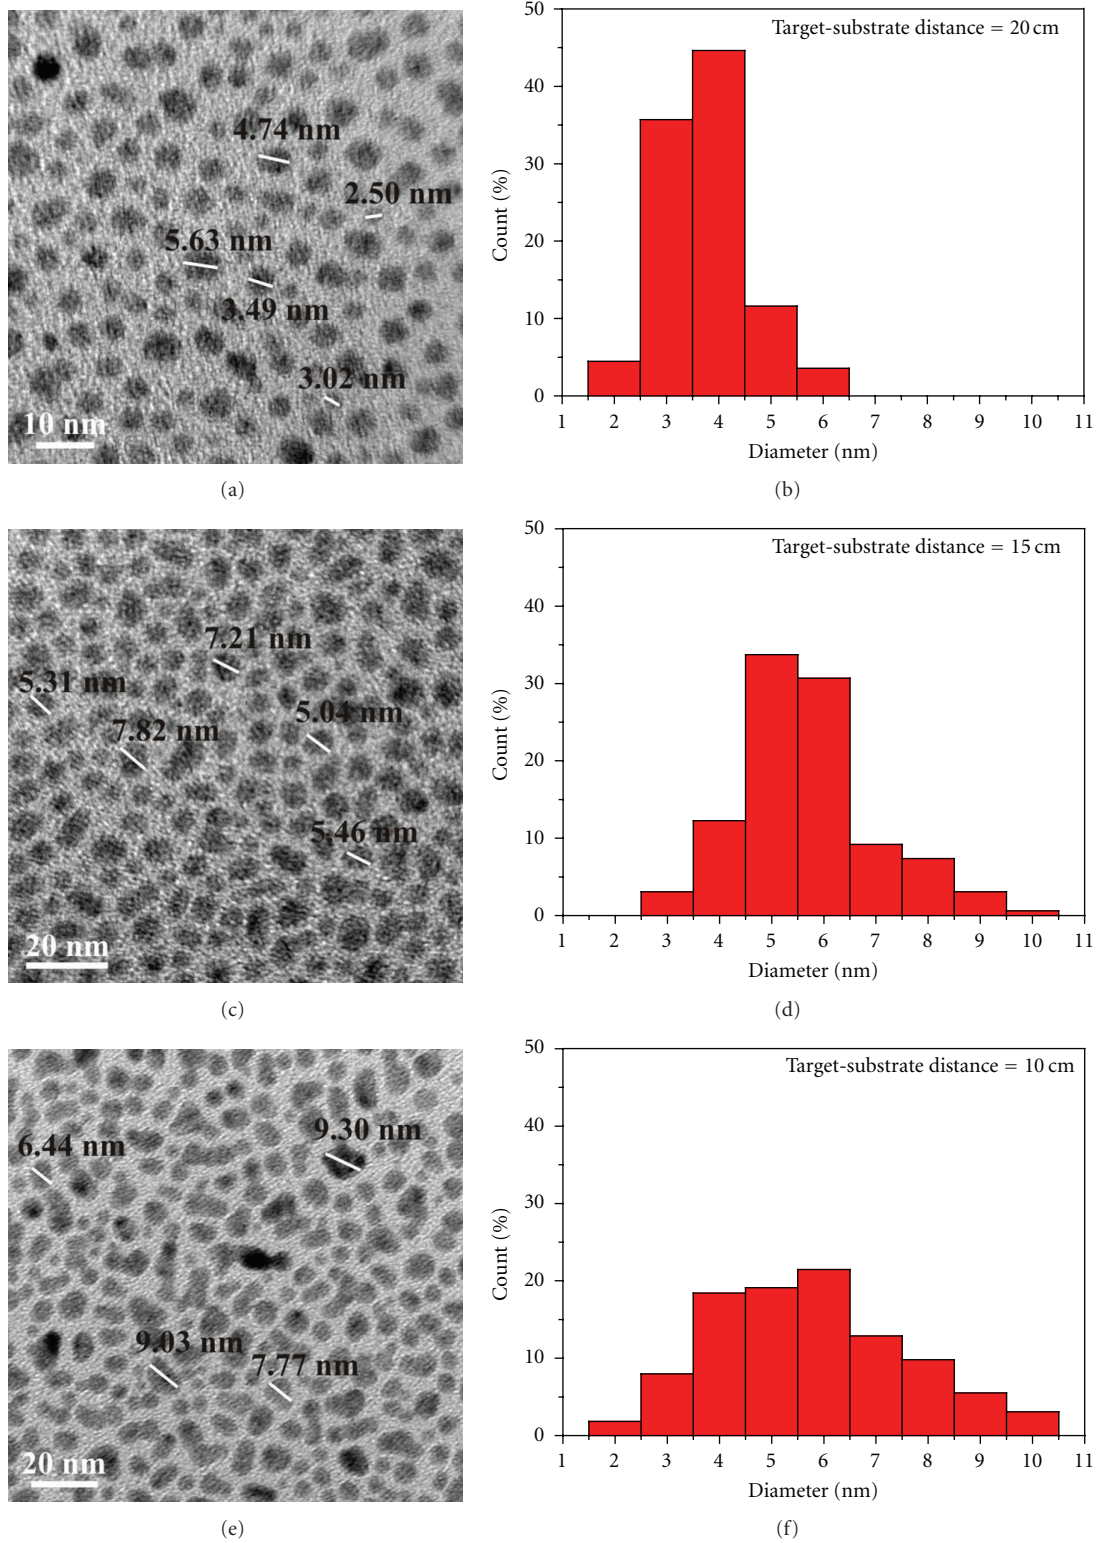 4.74 nm
2.50 nm
5.63 nm
3.49 nm
3.02 nm
10 nm
(a)
Target-substrate distance = 20 cm
50
40
30
20
10
0
Count (%)
1 2 3 4 5 6 7 8 9 10 11
Diameter (nm)
(b)
7.21 nm
5.31 nm
5.04 nm
7.82 nm
5.46 nm
20 nm
(c)
Target-substrate distance = 15 cm
50
40
30
20
10
0
Count (%)
1 2 3 4 5 6 7 8 9 10 11
Diameter (nm)
(d)
9.30 nm
6.44 nm
9.03 nm
7.77 nm
20 nm
(e)
Target-substrate distance = 10 cm
50
40
30
20
10
0
Count (%)
1 2 3 4 5 6 7 8 9 10 11
Diameter (nm)
(f)